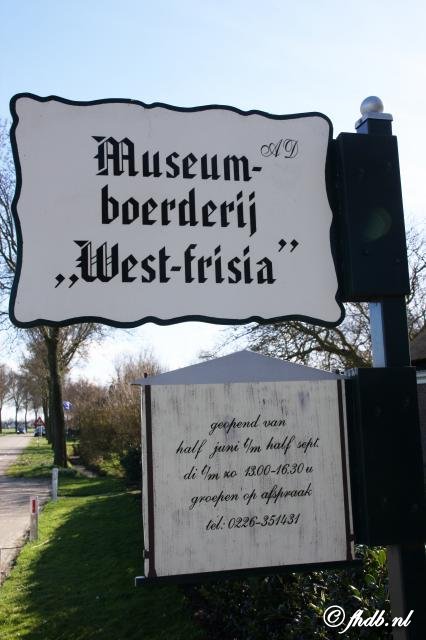 AD
Museum-
boerderij
„West-frisia”
geopend van
half juni t/m half sept.
di t/m zo 13.00-16.30 u
groepen op afspraak
tel: 0226-351431
© fhdb.nl